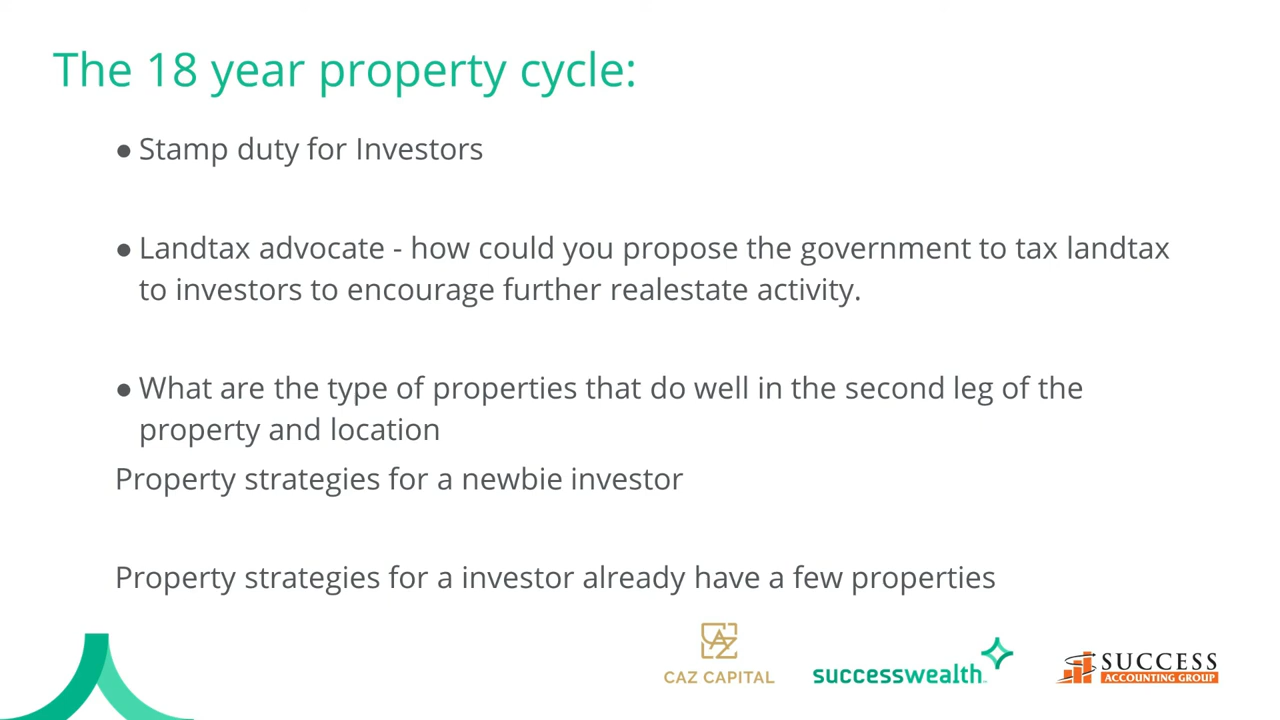 The 18 year property cycle:
● Stamp duty for Investors
● Landtax advocate - how could you propose the government to tax landtax
to investors to encourage further realestate activity.
● What are the type of properties that do well in the second leg of the
property and location
Property strategies for a newbie investor
Property strategies for a investor already have a few properties
CAZ
CAZ CAPITAL
successwealth
SUCCESS
ACCOUNTING GROUP